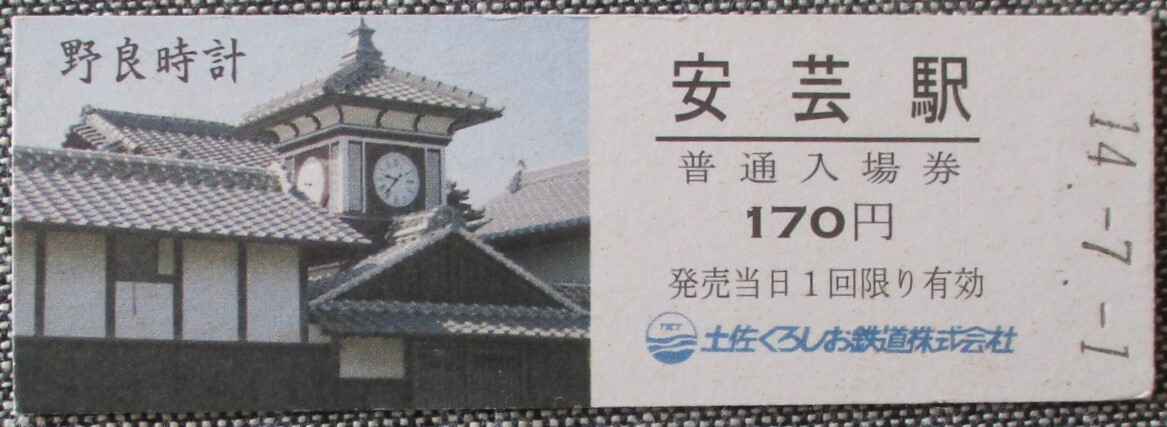 野良時計
安芸駅
普通入場券
170円
発売当日1回限り有効
土佐くろしお鉄道株式会社
14-7-1